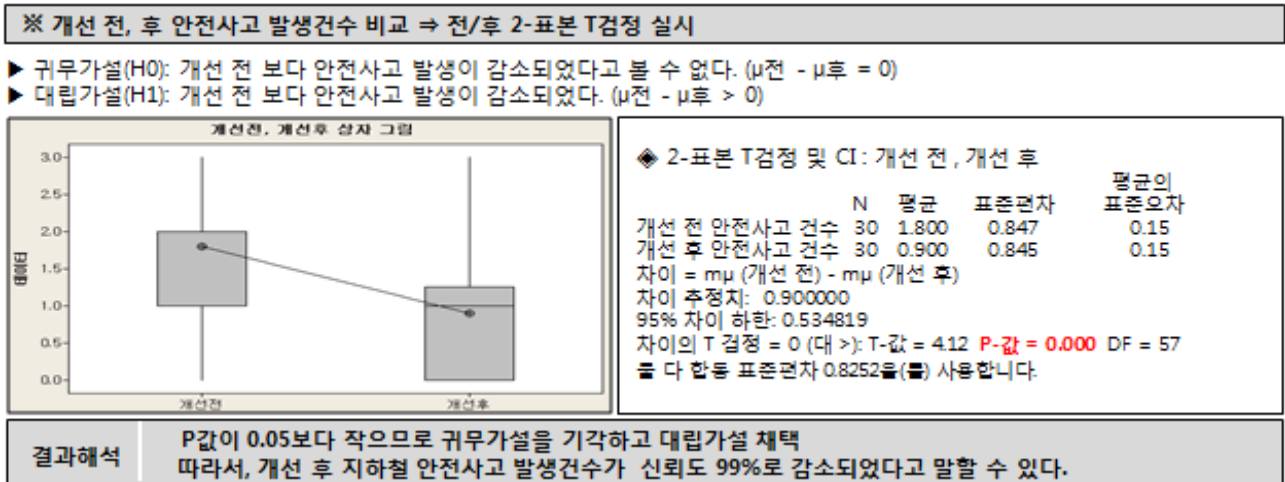 ※ 개선 전, 후 안전사고 발생건수 비교 ⇒ 전/후 2-표본 T검정 실시
▶ 귀무가설(H0): 개선 전 보다 안전사고 발생이 감소되었다고 볼 수 없다. (μ전 - μ후 = 0)
▶ 대립가설(H1): 개선 전 보다 안전사고 발생이 감소되었다. (μ전 - μ후 > 0)
개선전, 개선후 상자 그림
3.0
2.5
2.0
1.5
1.0
0.5
0.0
데이터
개선전 개선후
◈ 2-표본 T검정 및 CI : 개선 전 , 개선 후
평균의
N 평균 표준편차 표준오차
개선 전 안전사고 건수 30 1.800 0.847 0.15
개선 후 안전사고 건수 30 0.900 0.845 0.15
차이 = mμ (개선 전) - mμ (개선 후)
차이 추정치: 0.900000
95% 차이 하한: 0.534819
차이의 T 검정 = 0 (대 >): T-값 = 4.12 P-값 = 0.000 DF = 57
둘 다 합동 표준편차 0.8252을(를) 사용합니다.
결과해석
P값이 0.05보다 작으므로 귀무가설을 기각하고 대립가설 채택
따라서, 개선 후 지하철 안전사고 발생건수가 신뢰도 99%로 감소되었다고 말할 수 있다.